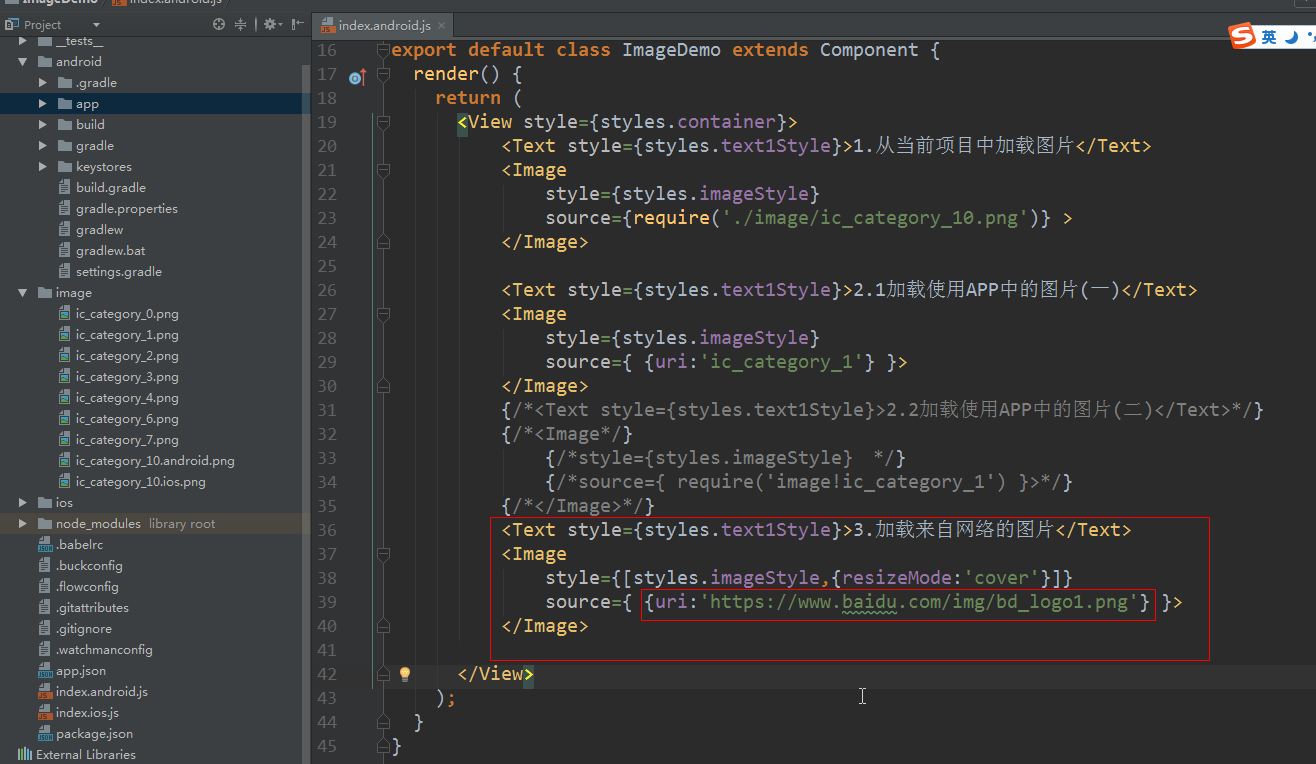 ImageDemo index.android.js
Project
__tests__
android
.gradle
app
build
gradle
keystores
build.gradle
gradle.properties
gradlew
gradlew.bat
settings.gradle
image
ic_category_0.png
ic_category_1.png
ic_category_2.png
ic_category_3.png
ic_category_4.png
ic_category_6.png
ic_category_7.png
ic_category_10.android.png
ic_category_10.ios.png
ios
node_modules library root
.babelrc
.buckconfig
.flowconfig
.gitattributes
.gitignore
.watchmanconfig
app.json
index.android.js
index.ios.js
package.json
External Libraries
index.android.js
英
16 export default class ImageDemo extends Component {
17 render() {
18 return (
19 <View style={styles.container}>
20 <Text style={styles.text1Style}>1.从当前项目中加载图片</Text>
21 <Image
22 style={styles.imageStyle}
23 source={require('./image/ic_category_10.png')} >
24 </Image>
25
26 <Text style={styles.text1Style}>2.1加载使用APP中的图片(一)</Text>
27 <Image
28 style={styles.imageStyle}
29 source={ {uri:'ic_category_1'} }>
30 </Image>
31 {/*<Text style={styles.text1Style}>2.2加载使用APP中的图片(二)</Text>*/}
32 {/*<Image*/}
33 {/*style={styles.imageStyle}  */}
34 {/*source={ require('image!ic_category_1') }>*/}
35 {/*</Image>*/}
36 <Text style={styles.text1Style}>3.加载来自网络的图片</Text>
37 <Image
38 style={[styles.imageStyle,{resizeMode:'cover'}]}
39 source={ {uri:'https://www.baidu.com/img/bd_logo1.png'} }>
40 </Image>
41
42 </View>
43 );
44 }
45 }